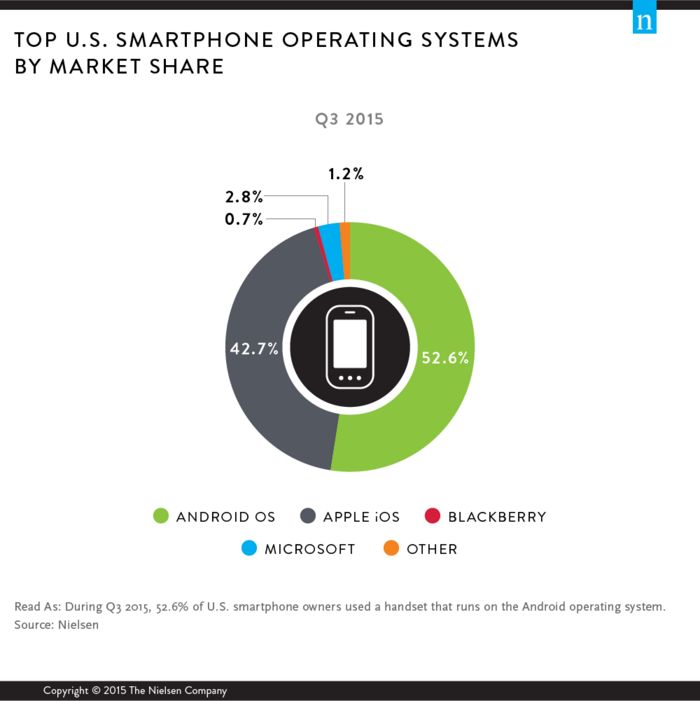 n
TOP U.S. SMARTPHONE OPERATING SYSTEMS
BY MARKET SHARE
Q3 2015
1.2%
2.8%
0.7%
42.7%
52.6%
ANDROID OS APPLE iOS BLACKBERRY
MICROSOFT OTHER
Read As: During Q3 2015, 52.6% of U.S. smartphone owners used a handset that runs on the Android operating system.
Source: Nielsen
Copyright © 2015 The Nielsen Company